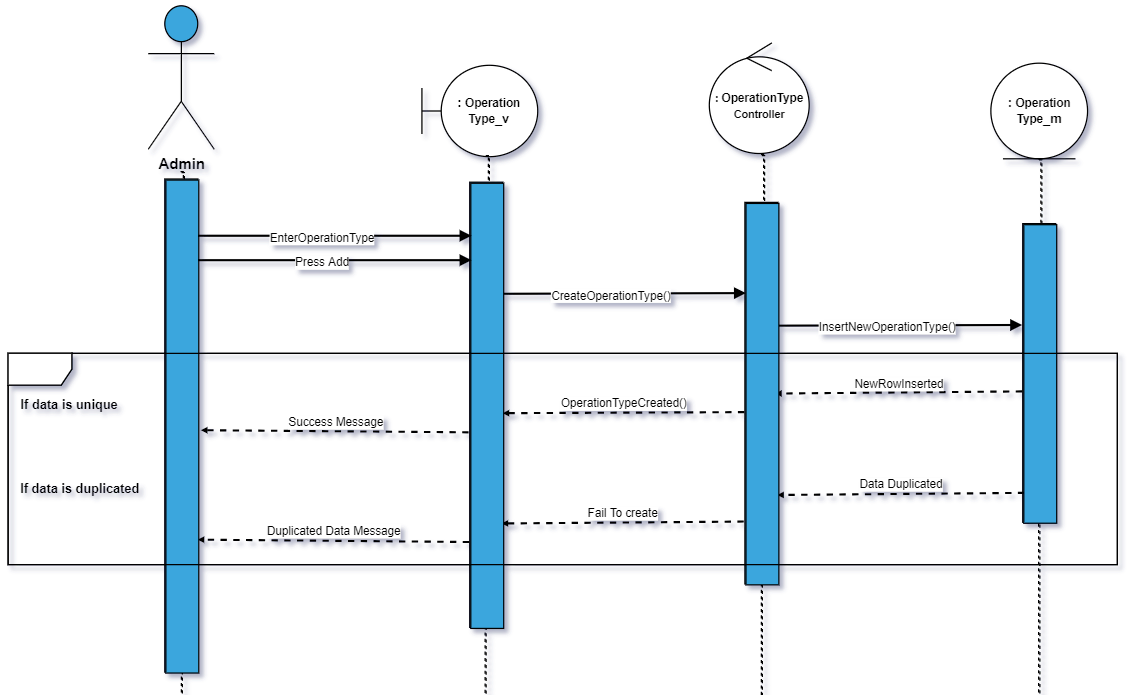 : Operation
Type_v
: OperationType
Controller
: Operation
Type_m
Admin
EnterOperationType
Press Add
CreateOperationType()
InsertNewOperationType()
NewRowInserted
If data is unique
OperationTypeCreated()
Success Message
If data is duplicated
Data Duplicated
Fail To create
Duplicated Data Message